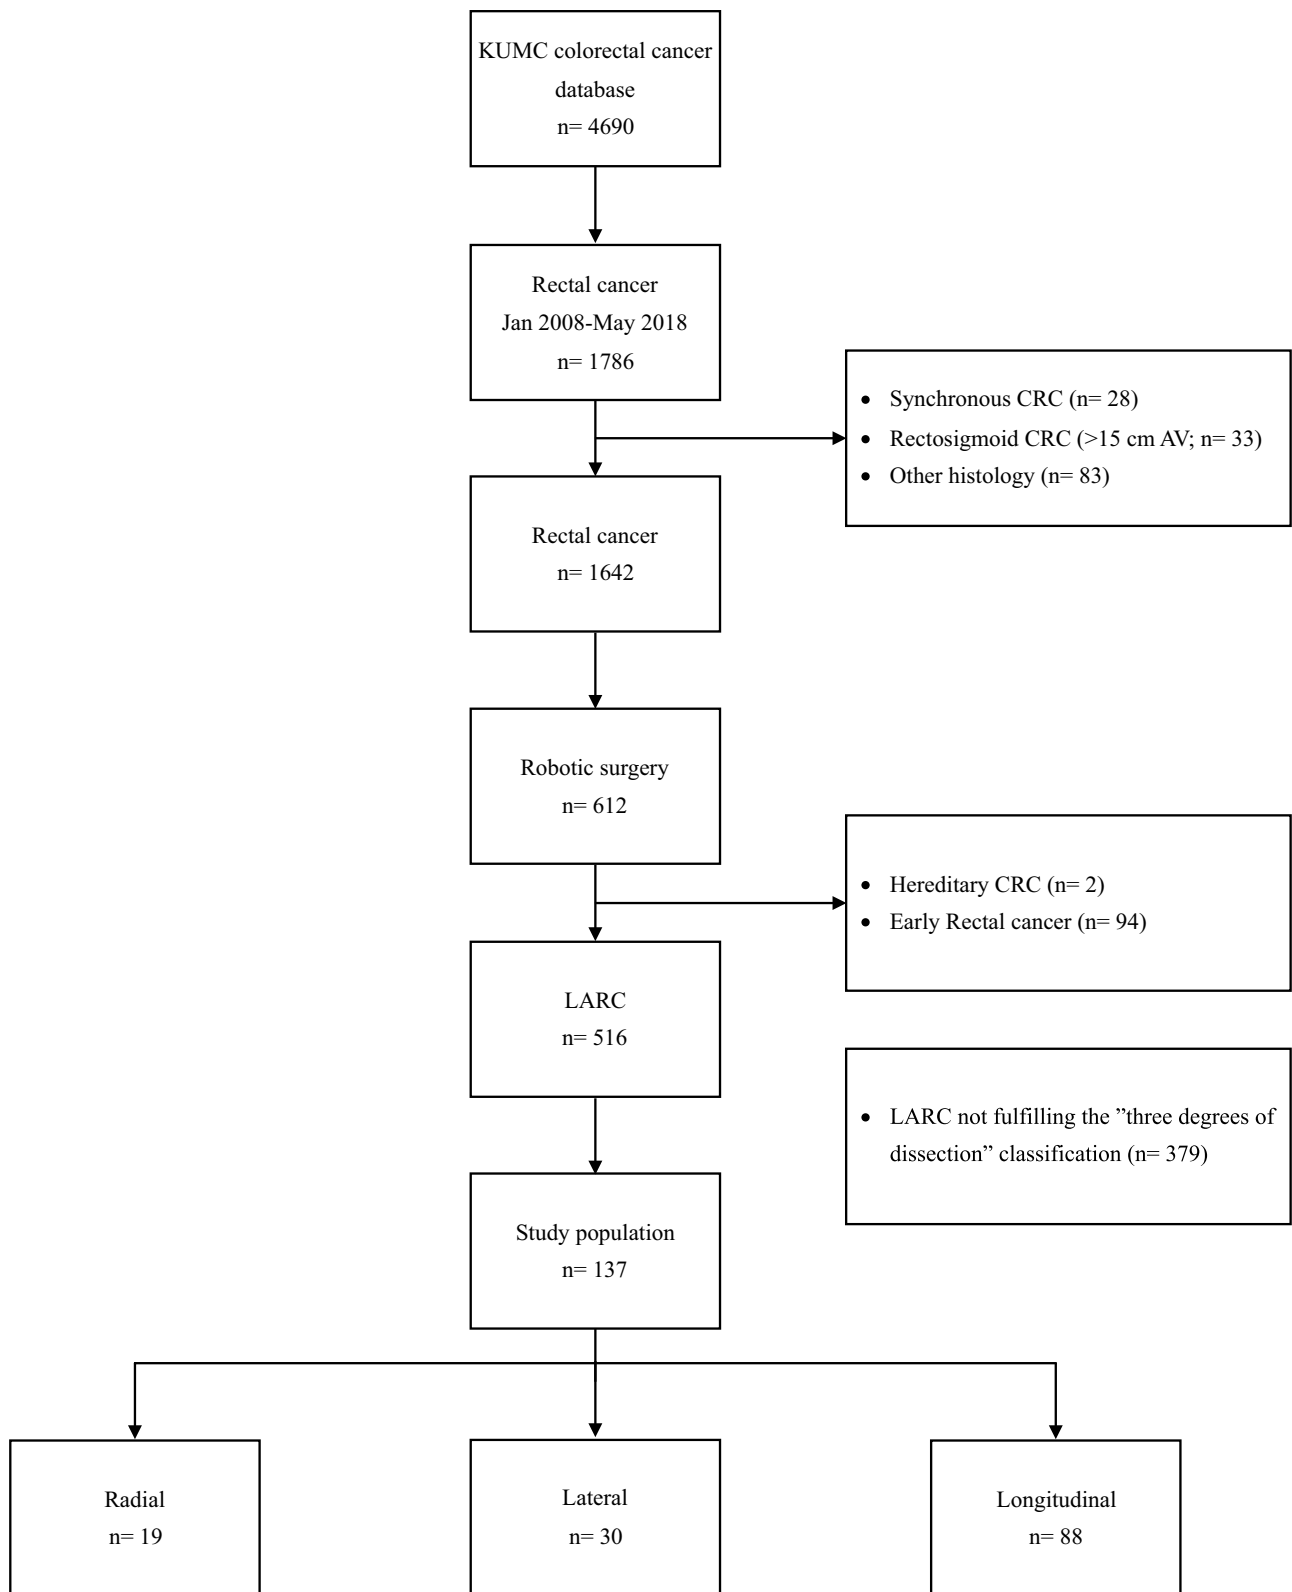 KUMC colorectal cancer
database
n= 4690
Rectal cancer
Jan 2008-May 2018
n= 1786
• Synchronous CRC (n= 28)
• Rectosigmoid CRC (>15 cm AV; n= 33)
• Other histology (n= 83)
Rectal cancer
n= 1642
Robotic surgery
n= 612
• Hereditary CRC (n= 2)
• Early Rectal cancer (n= 94)
LARC
n= 516
• LARC not fulfilling the ”three degrees of
dissection” classification (n= 379)
Study population
n= 137
Radial
n= 19
Lateral
n= 30
Longitudinal
n= 88